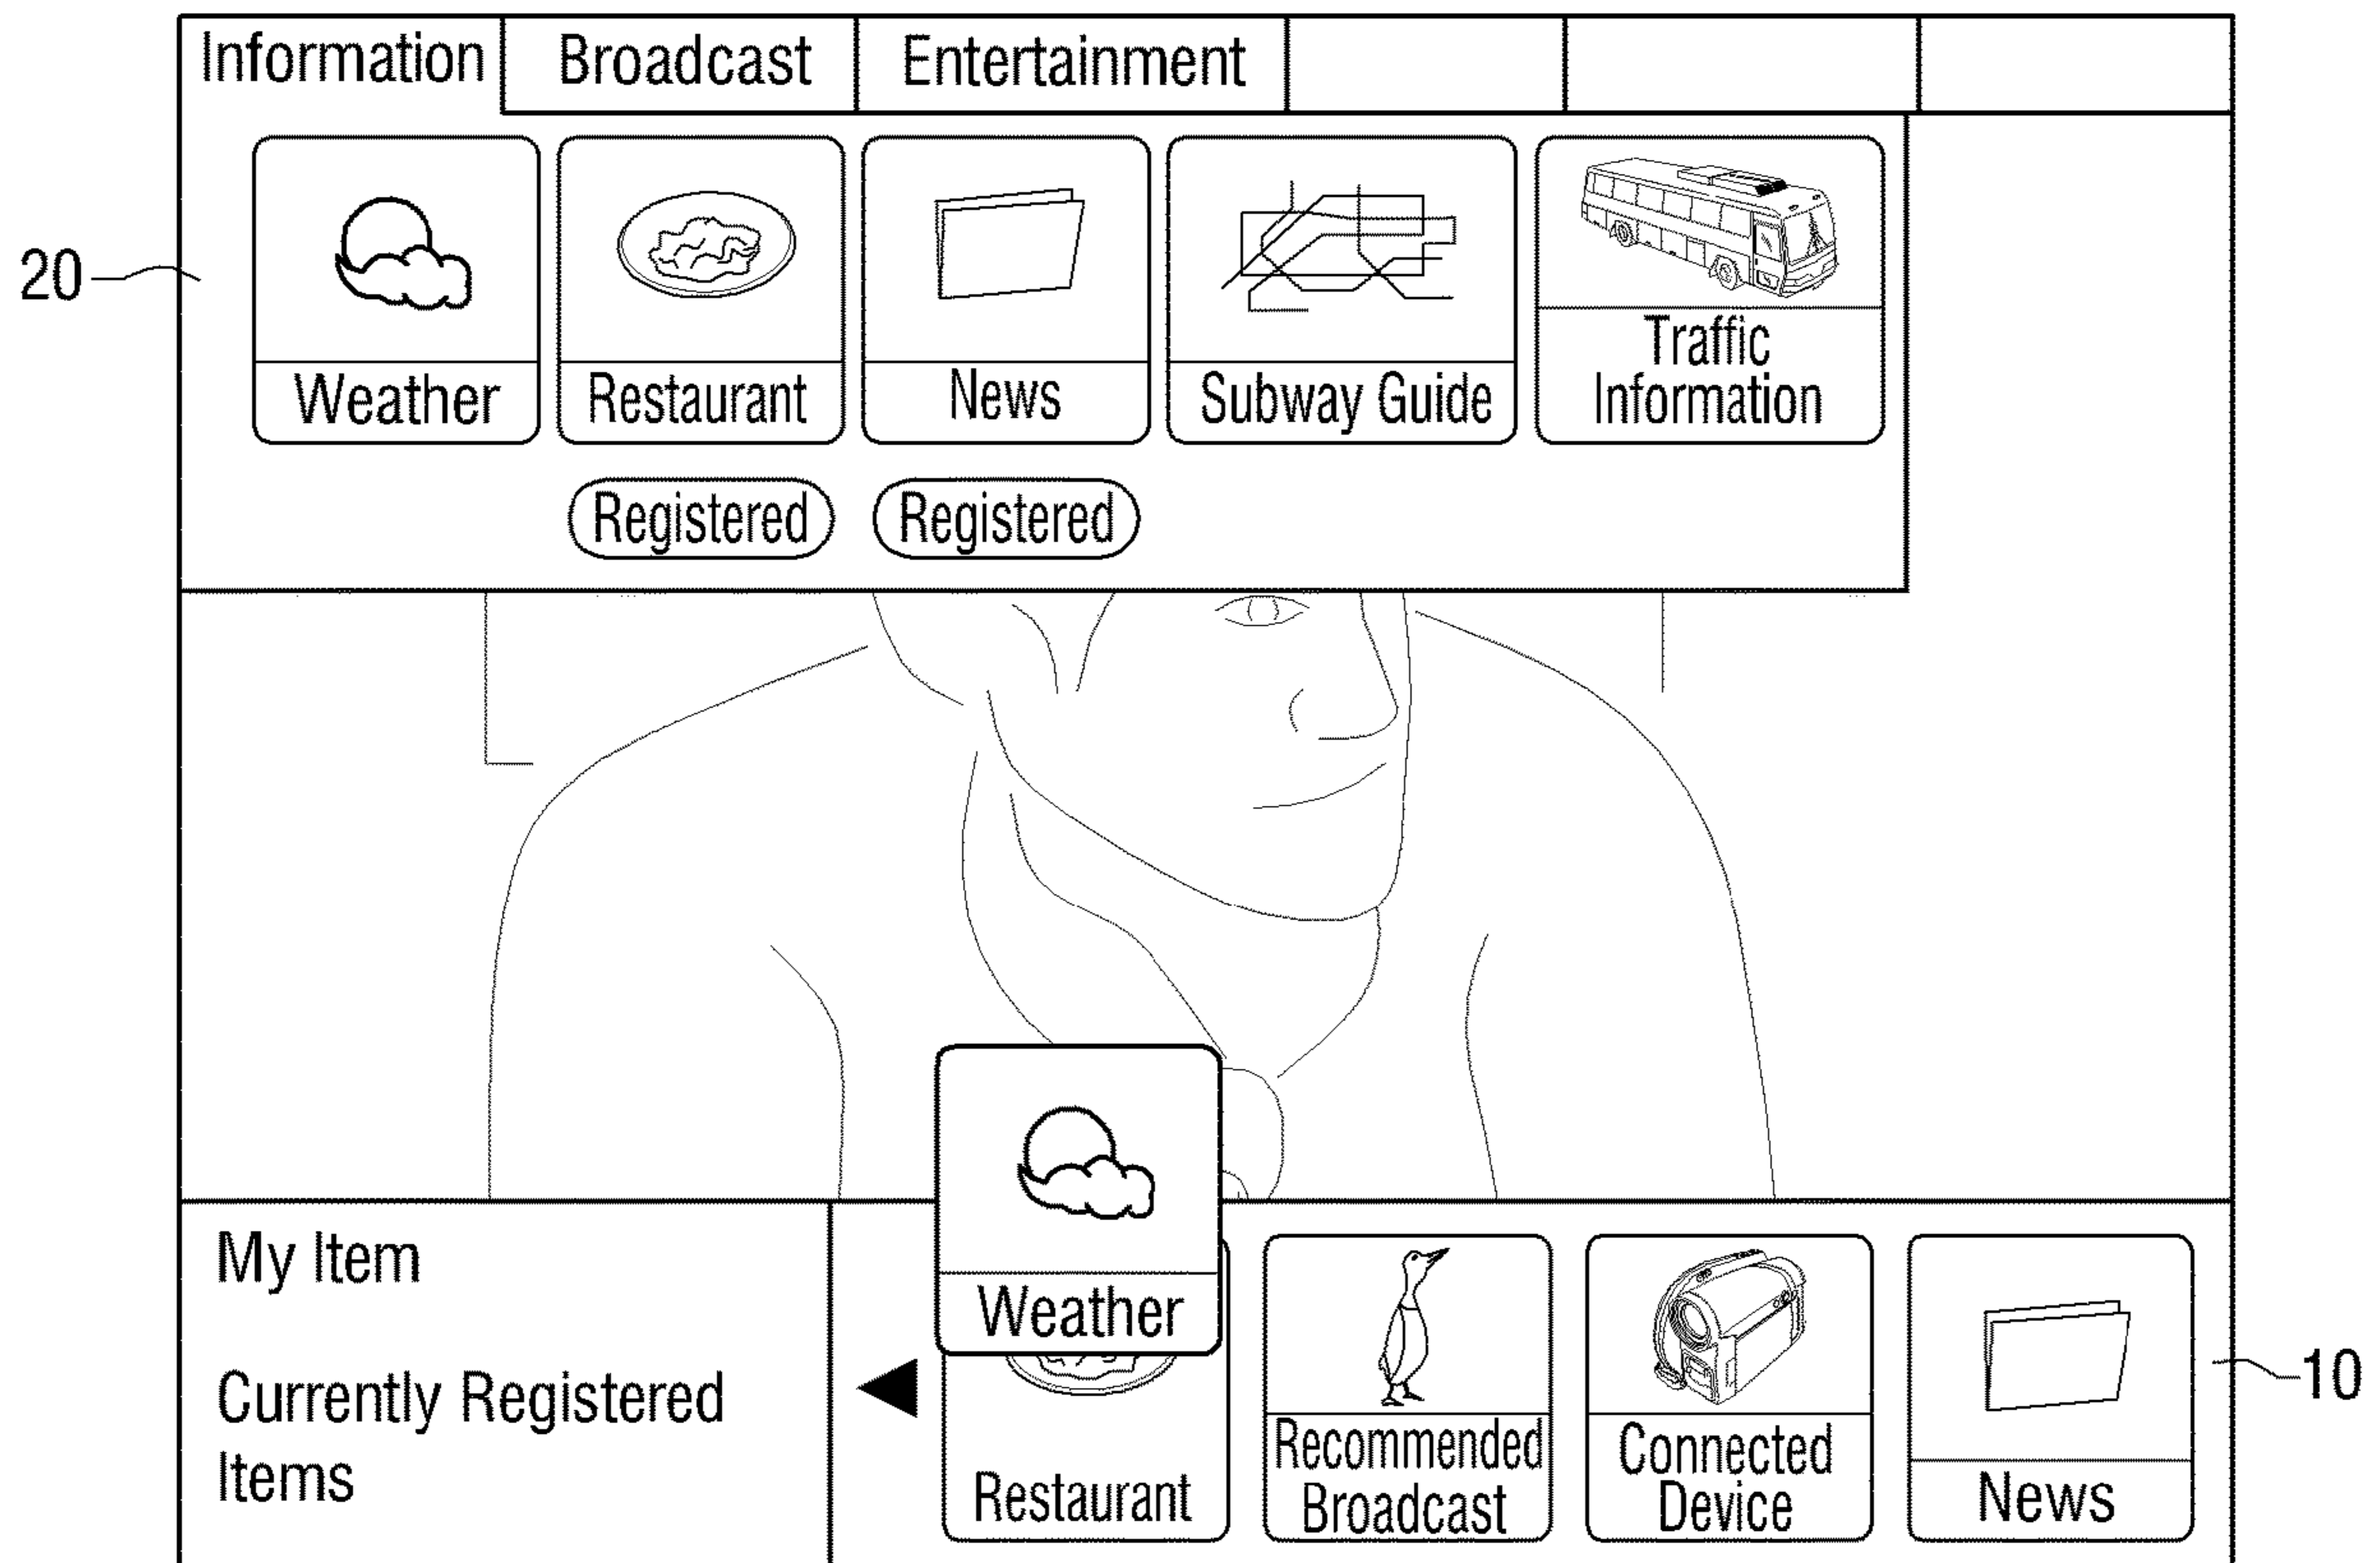 Information Broadcast Entertainment
20
Weather Restaurant News Subway Guide Traffic
Information
Registered Registered
My Item
Weather
Currently Registered
Items
Restaurant
Recommended
Broadcast
Connected
Device
News
10